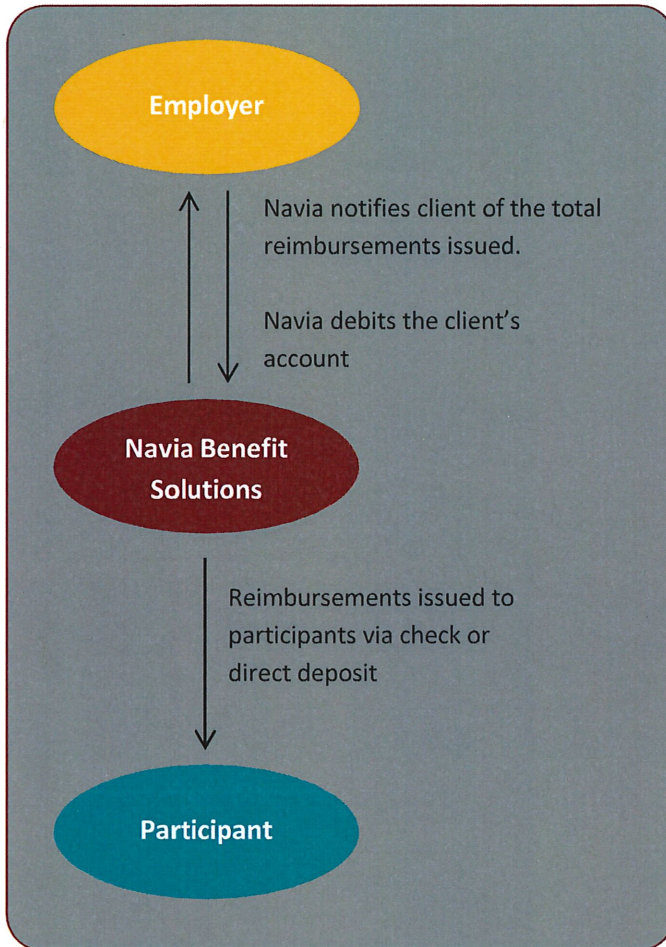 Employer
Navia notifies client of the total
reimbursements issued.
Navia debits the client's
account
Navia Benefit
Solutions
Reimbursements issued to
participants via check or
direct deposit
Participant